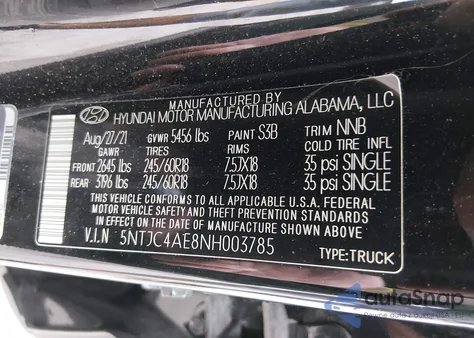 MANUFACTURED BY
HYUNDAI MOTOR MANUFACTURING ALABAMA, LLC
Aug/27/21 GVWR 5456 lbs PAINT S3B TRIM NNB
GAWR TIRES RIMS COLD TIRE INFL
FRONT 2645 lbs 245/60R18 7.5JX18 35 psi SINGLE
REAR 3196 lbs 245/60R18 7.5JX18 35 psi SINGLE
THIS VEHICLE CONFORMS TO ALL APPLICABLE U.S.A. FEDERAL
MOTOR VEHICLE SAFETY AND THEFT PREVENTION STANDARDS
IN EFFECT ON THE DATE OF MANUFACTURE SHOWN ABOVE
V.I.N 5NTJC4AE8NH003785
TYPE:TRUCK
autoSnap